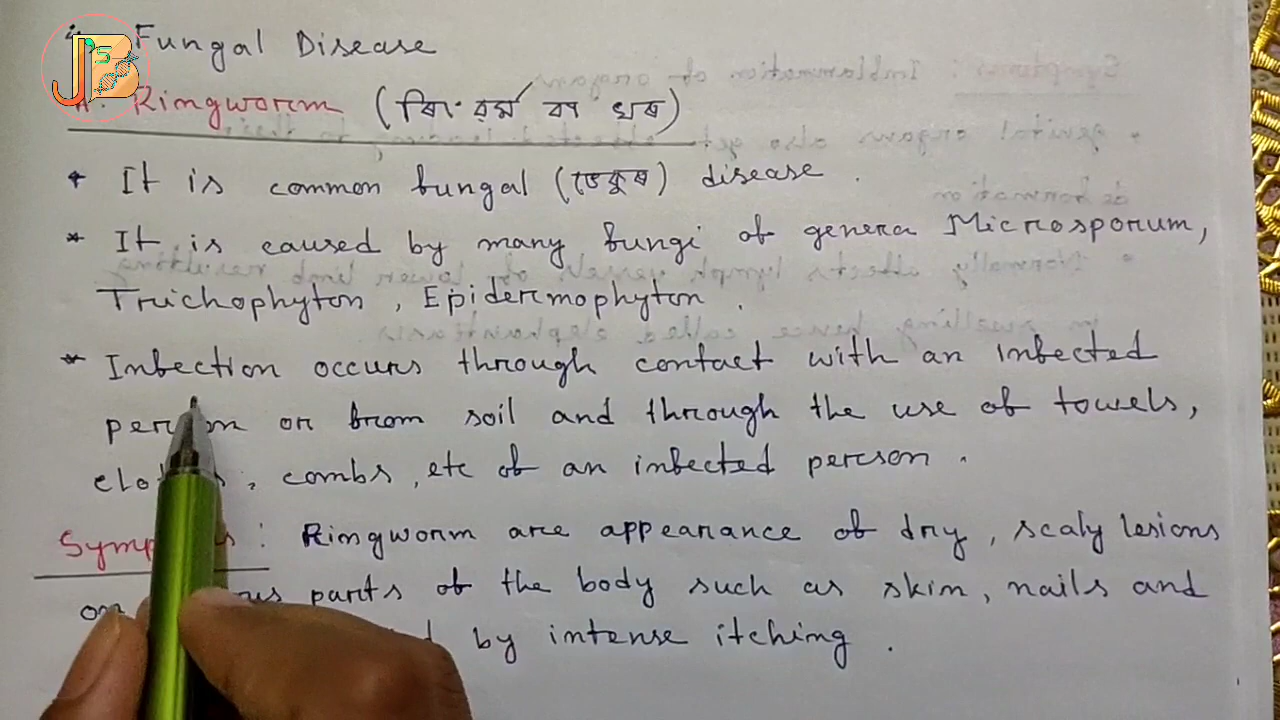 Fungal Disease
Ringworm (ৰিং ৱৰ্ম বা খৰ)
* It is common fungal (ভেঁকুৰ) disease.
* It is caused by many fungi of genera Microsporum,
Trichophyton, Epidermophyton.
* Infection occurs through contact with an infected
person or from soil and through the use of towels,
combs, etc of an infected person.
: Ringworm are appearance of dry, scaly lesions
parts of the body such as skin, nails and
by intense itching.